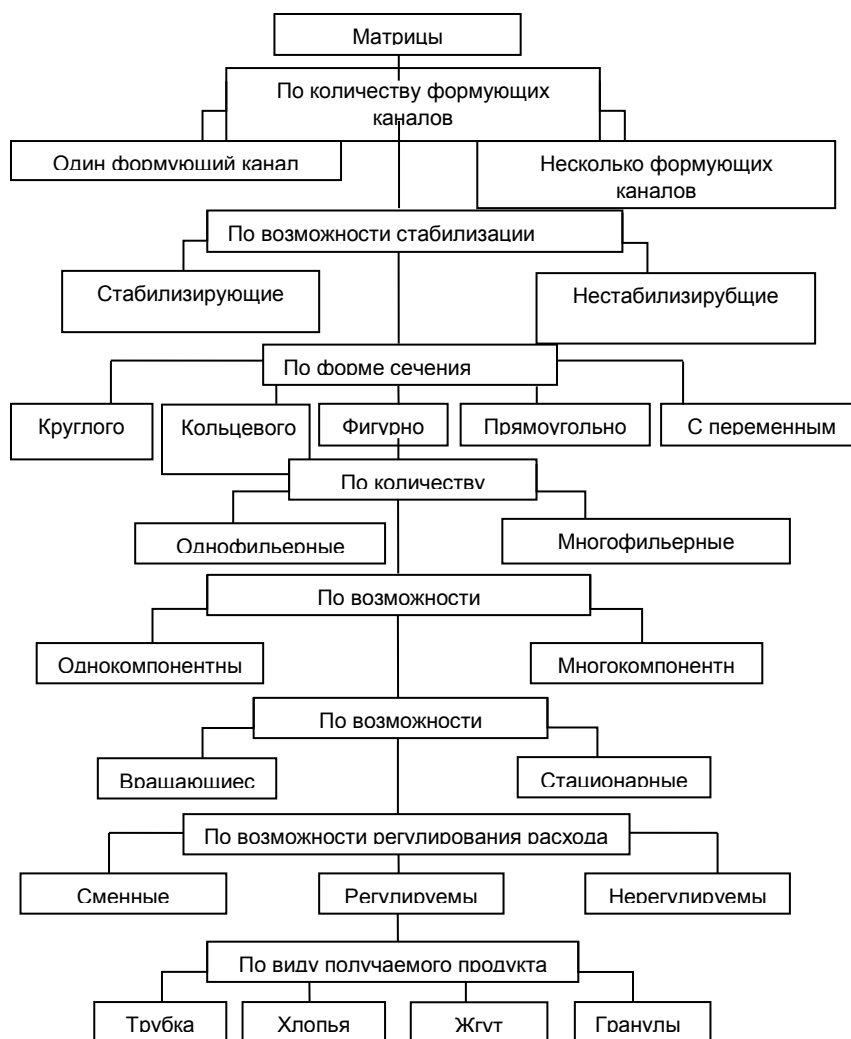 Матрицы
По количеству формующих
каналов
Один формующий канал
Несколько формующих
каналов
По возможности стабилизации
Стабилизирующие
Нестабилизирубщие
По форме сечения
Круглого
Кольцевого
Фигурно
Прямоугольно
С переменным
По количеству
Однофильерные
Многофильерные
По возможности
Однокомпонентны
Многокомпонентн
По возможности
Вращающиес
Стационарные
По возможности регулирования расхода
Сменные
Регулируемы
Нерегулируемы
По виду получаемого продукта
Трубка
Хлопья
Жгут
Гранулы